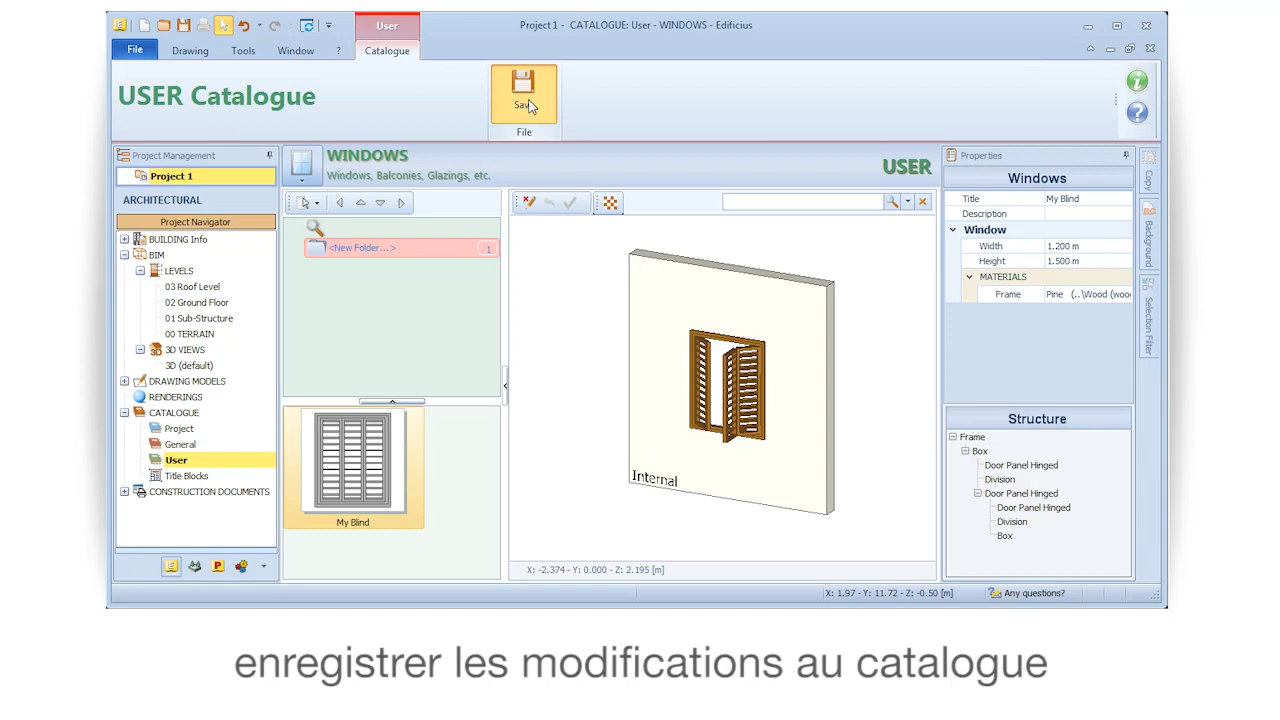 User
Project 1 - CATALOGUE: User - WINDOWS - Edificius
File
Drawing
Tools
Window
?
Catalogue
USER Catalogue
Save
File
Project Management
Project 1
ARCHITECTURAL
Project Navigator
BUILDING Info
BIM
LEVELS
03 Roof Level
02 Ground Floor
01 Sub-Structure
00 TERRAIN
3D VIEWS
3D (default)
DRAWING MODELS
RENDERINGS
CATALOGUE
Project
General
User
Title Blocks
CONSTRUCTION DOCUMENTS
WINDOWS
Windows, Balconies, Glazings, etc.
USER
<New Folder...>
1
My Blind
Internal
X: -2.374 - Y: 0.000 - Z: 2.195 [m]
Properties
Windows
Title My Blind
Description
Window
Width 1.200 m
Height 1.500 m
MATERIALS
Frame Pine (..\Wood (wood
Structure
Frame
Box
Door Panel Hinged
Division
Door Panel Hinged
Door Panel Hinged
Division
Box
Copy
Background
Selection Filter
X: 1.97 - Y: 11.72 - Z: -0.50 [m]
Any questions?
enregistrer les modifications au catalogue